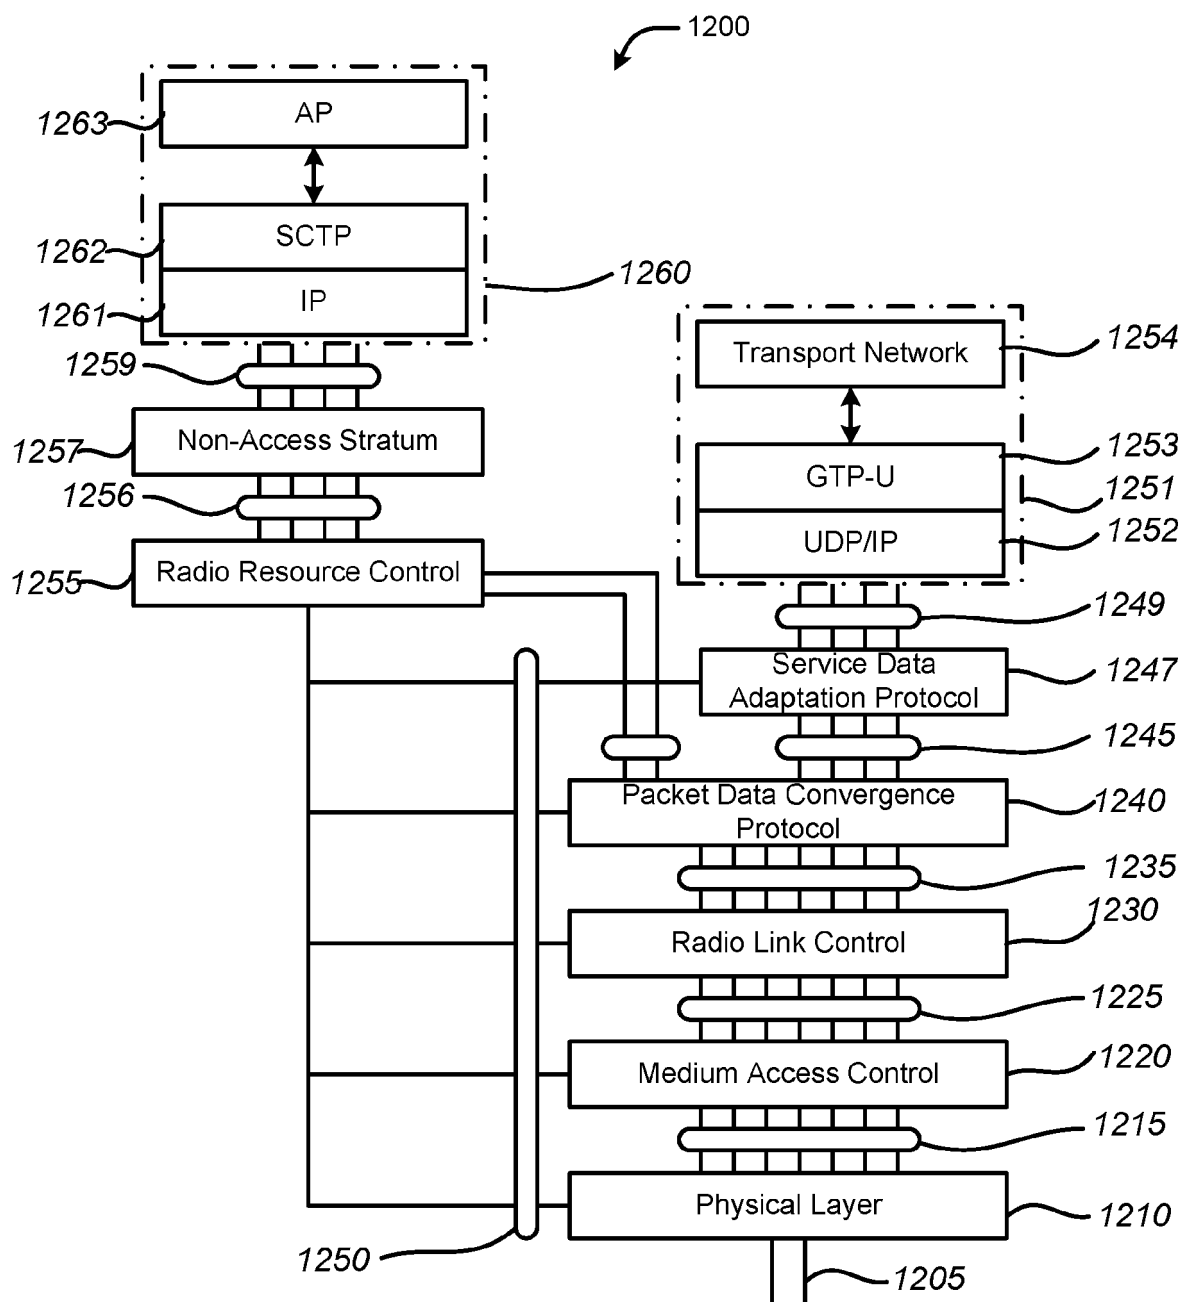 1200
AP
1263
SCTP
1262
1260
IP
1261
Transport Network
1254
1259
Non-Access Stratum
1257
1253
GTP-U
1251
1256
UDP/IP
1252
Radio Resource Control
1255
1249
Service Data
Adaptation Protocol
1247
1245
Packet Data Convergence
Protocol
1240
1235
1230
Radio Link Control
1225
Medium Access Control
1220
1215
Physical Layer
1210
1250
1205